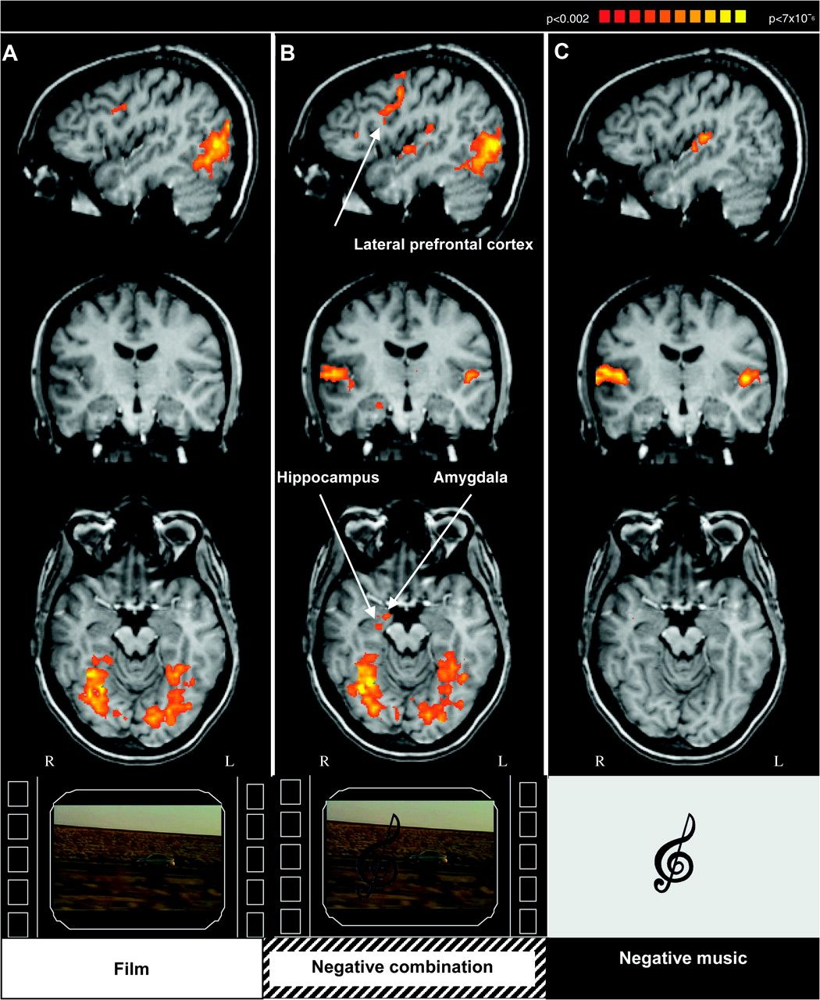 p<0.002 p<7x10⁻⁶
A B C
Lateral prefrontal cortex
Hippocampus Amygdala
R L R L R L
Film Negative combination Negative music